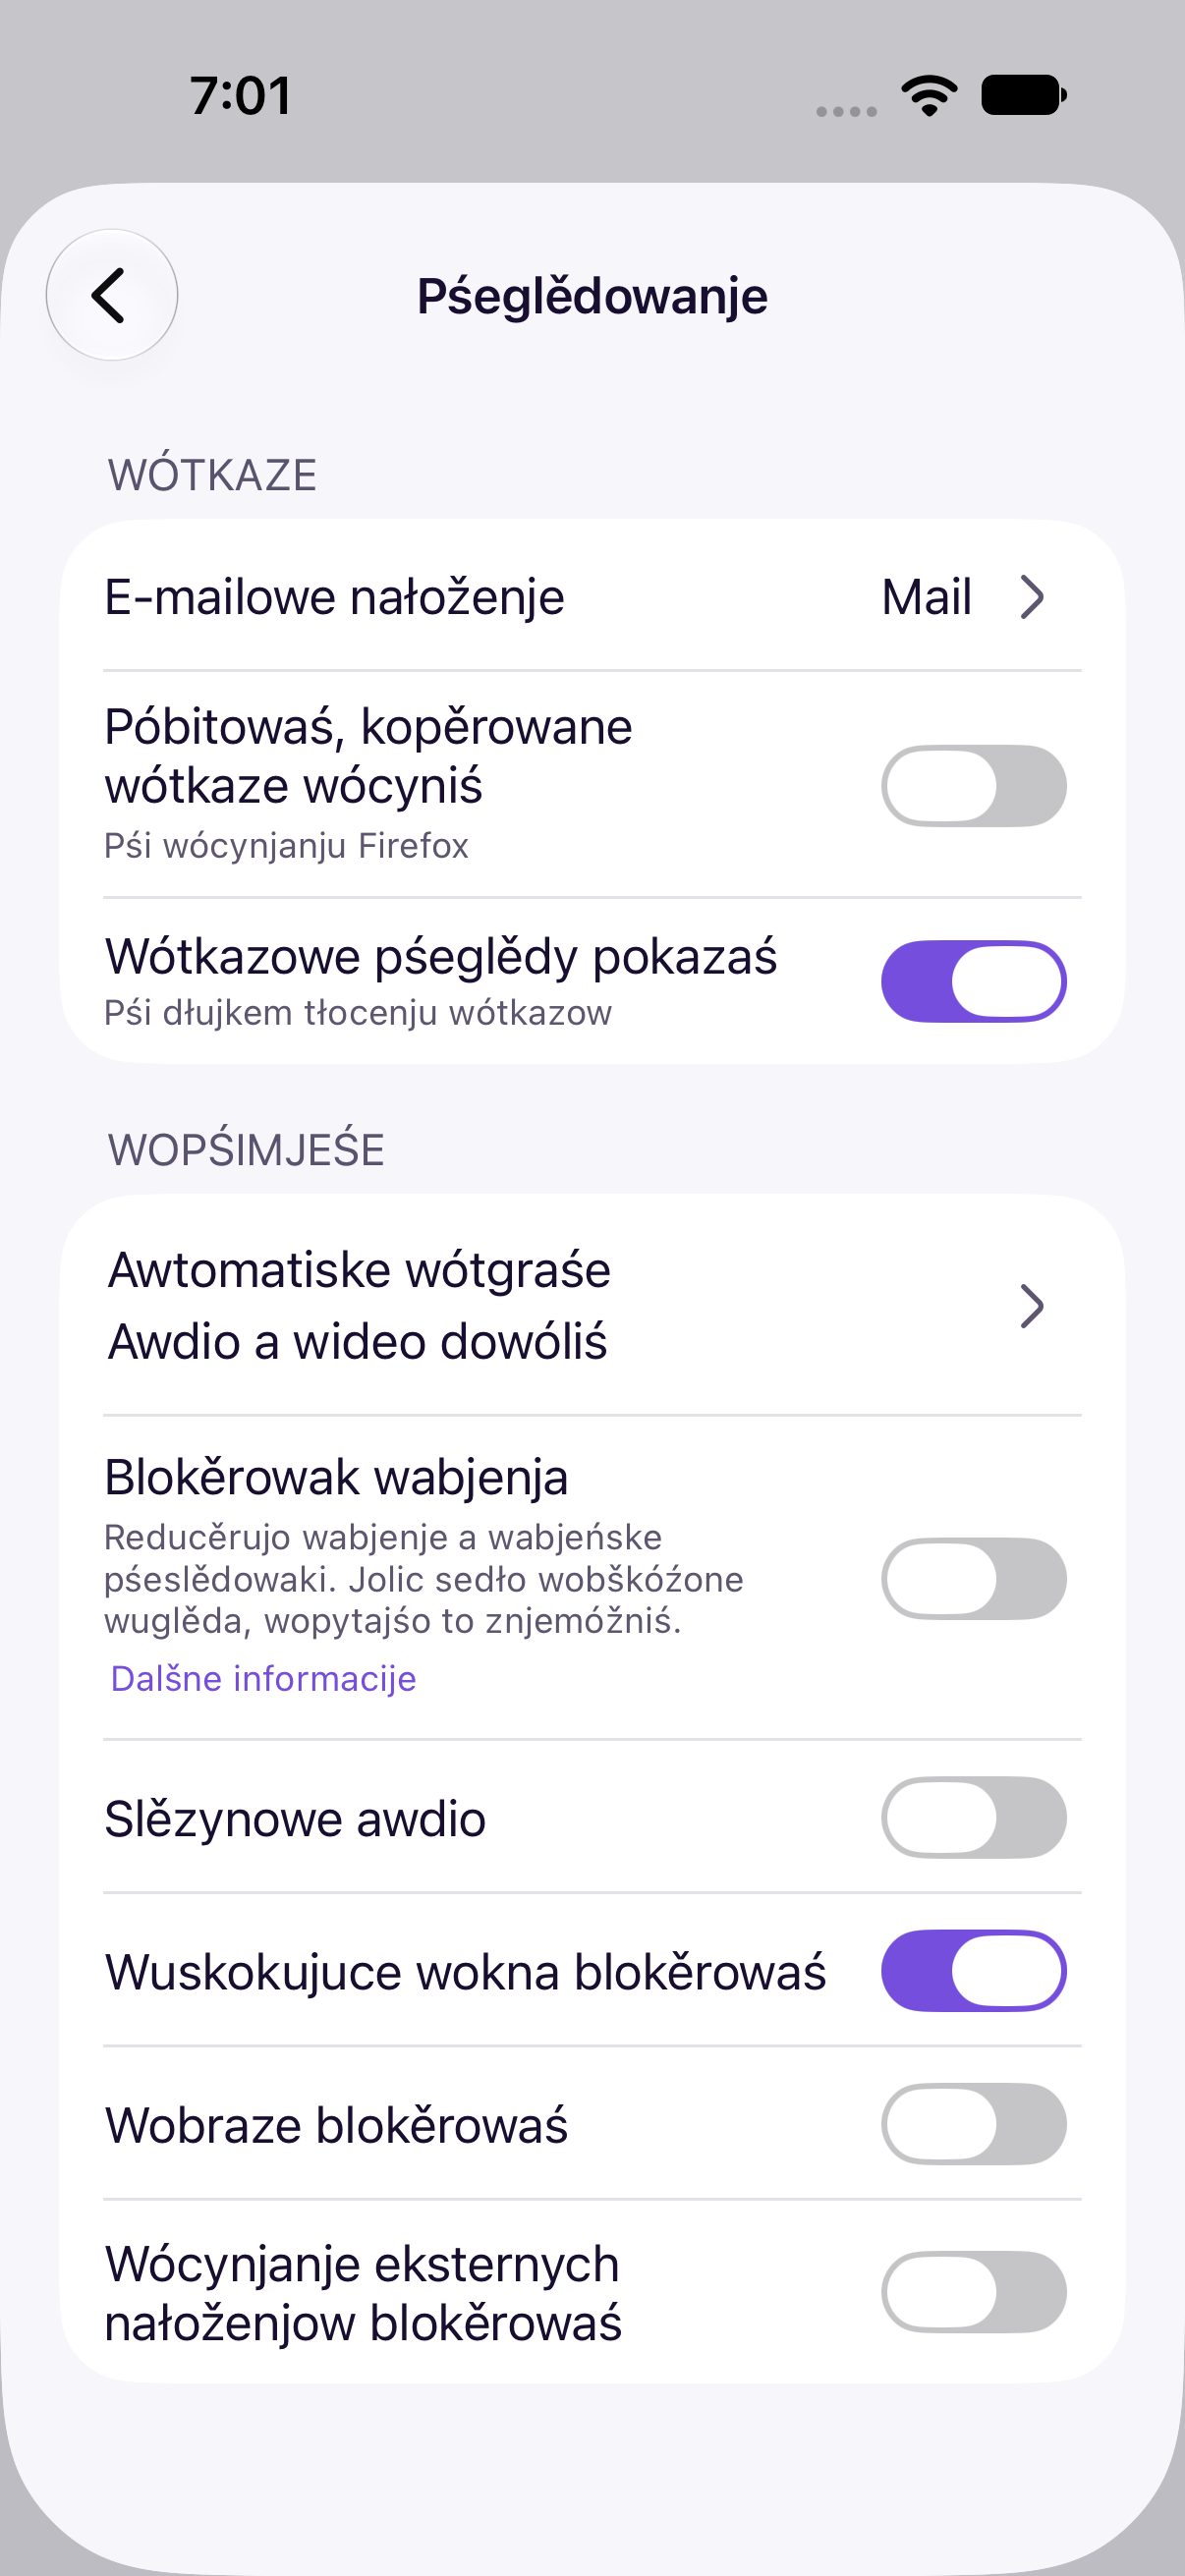 7:01
Pśeglědowanje
WÓTKAZE
E-mailowe nałoženje
Mail
Póbitowaś, kopěrowane
wótkaze wócyniś
Pśi wócynjanju Firefox
Wótkazowe pśeglědy pokazaś
Pśi dłujkem tłocenju wótkazow
WOPŚIMJEŚE
Awtomatiske wótgraśe
Awdio a wideo dowóliś
Blokěrowak wabjenja
Reducěrujo wabjenje a wabjeńske
pśeslědowaki. Jolic sedło wobškóźone
wuglěda, wopytajśo to znjemóžniś.
Dalšne informacije
Slězynowe awdio
Wuskokujuce wokna blokěrowaś
Wobraze blokěrowaś
Wócynjanje eksternych
nałoženjow blokěrowaś